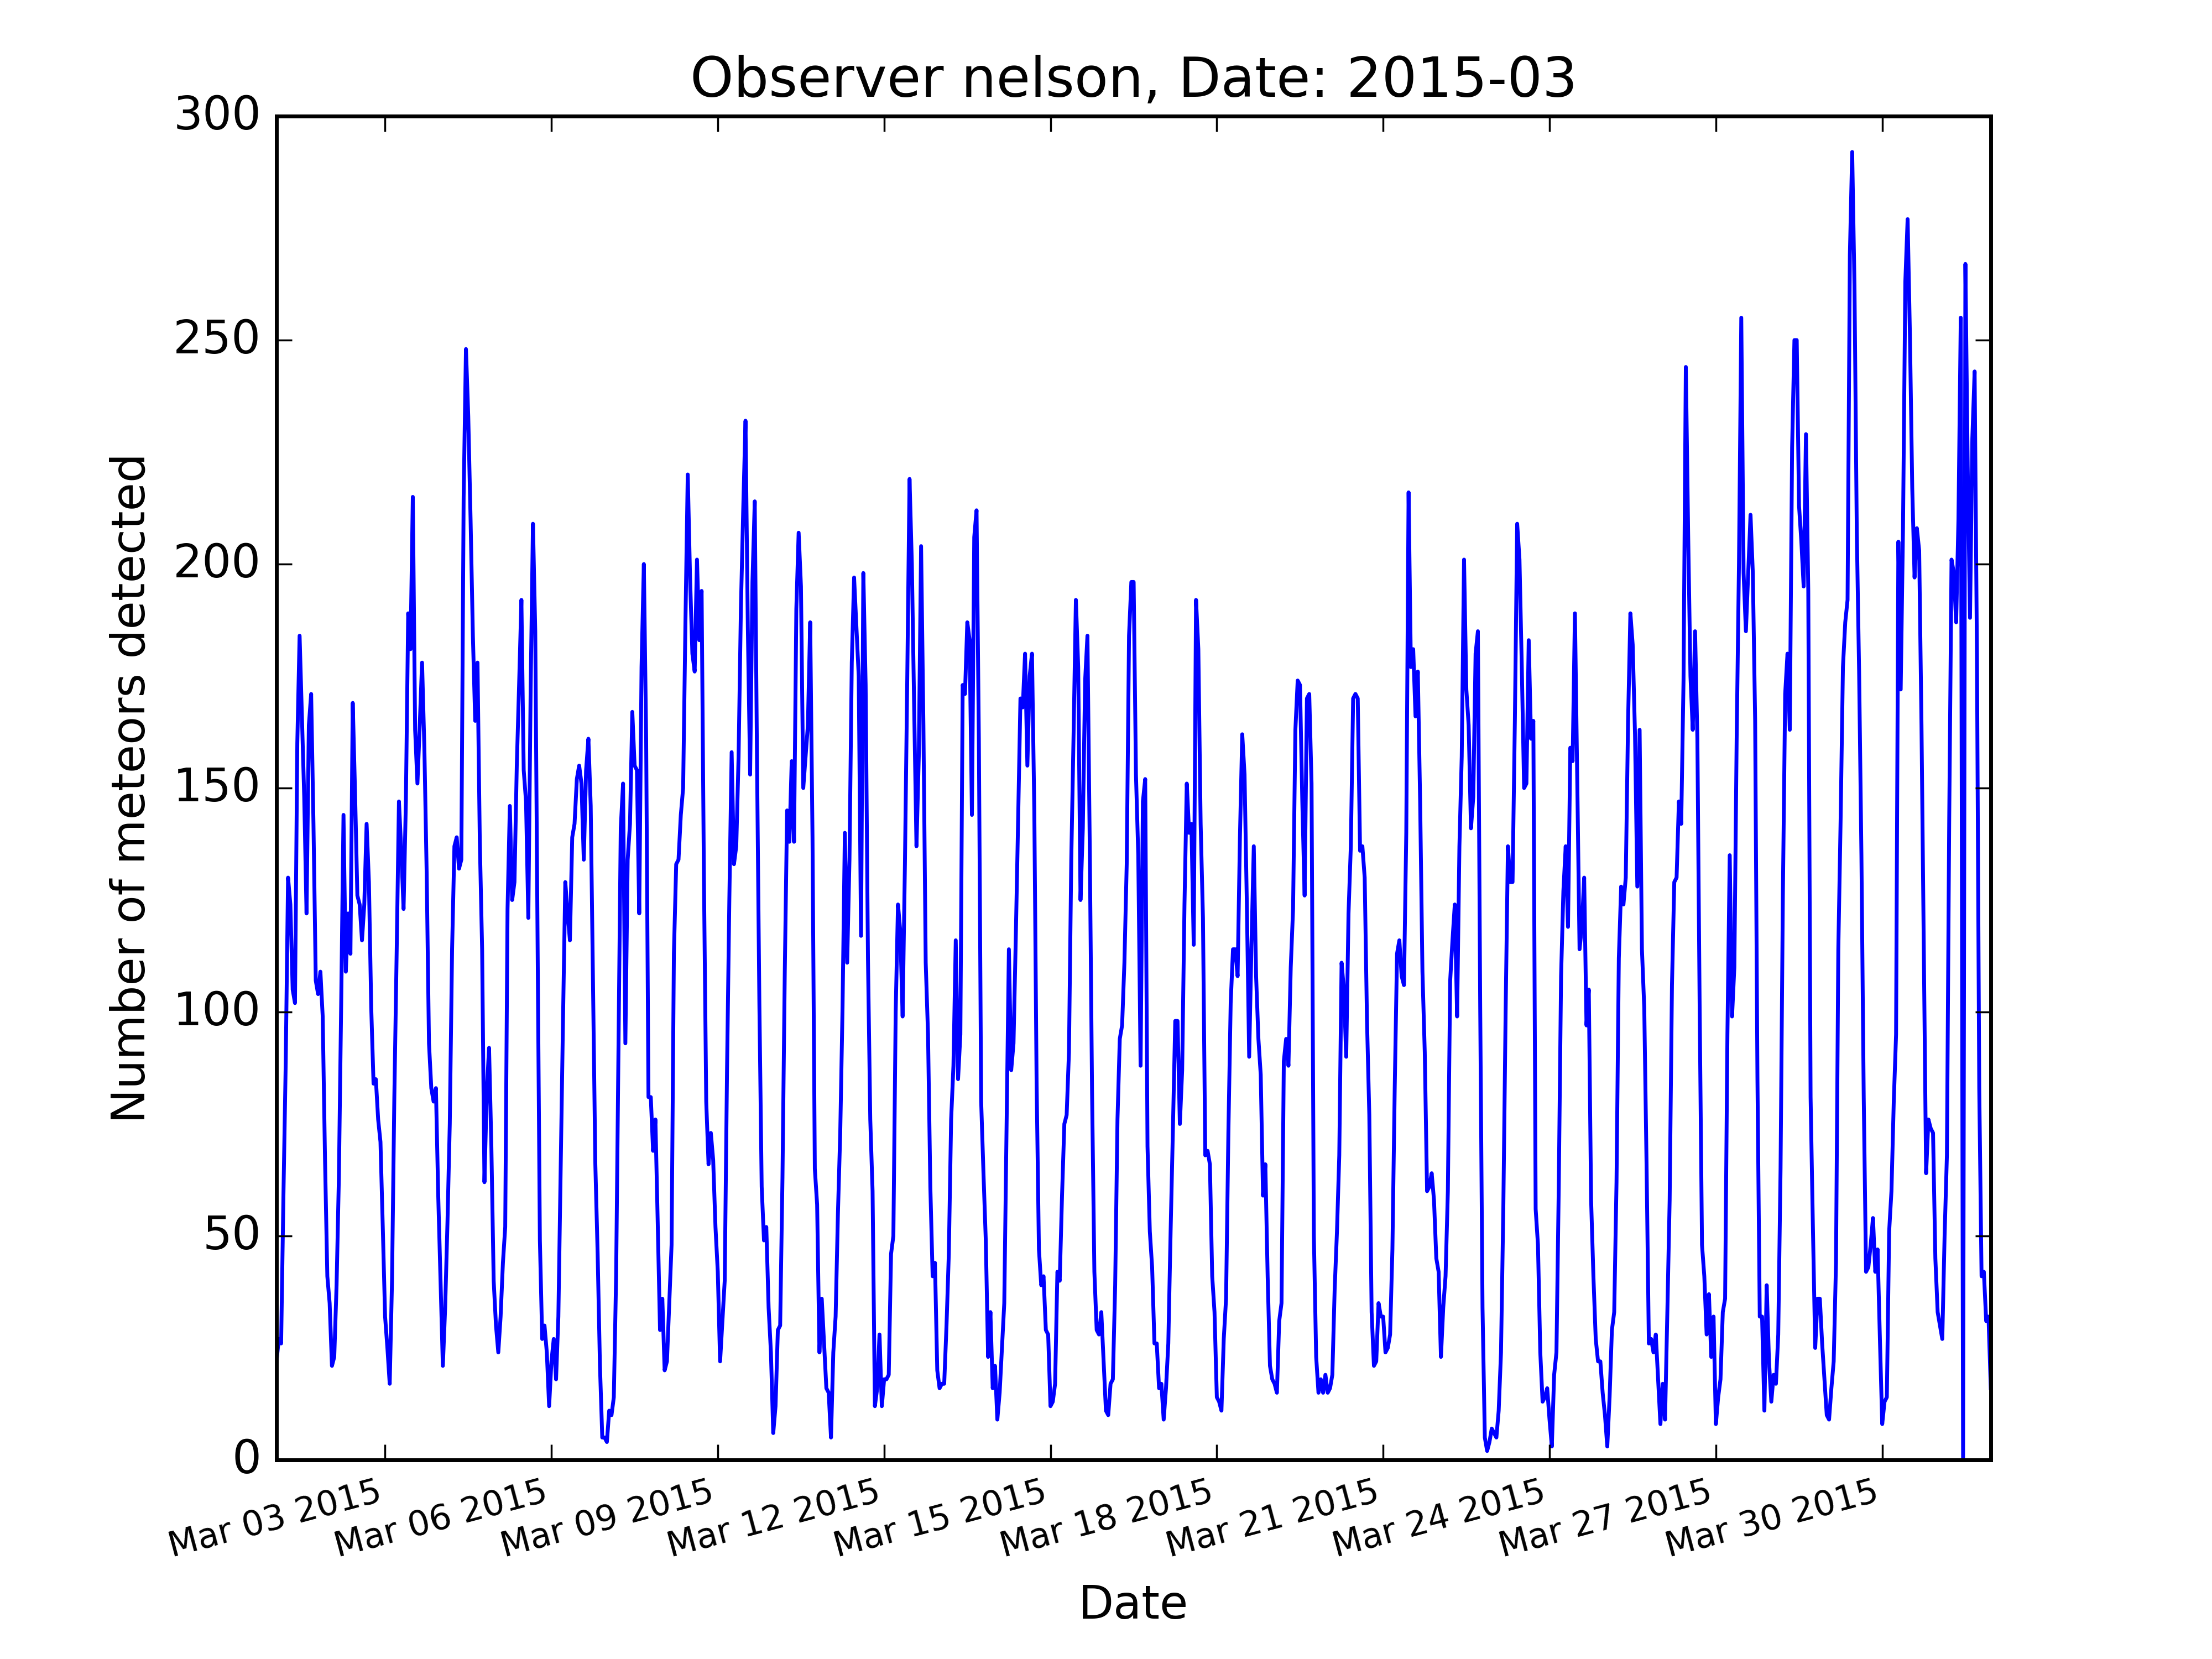 Observer nelson, Date: 2015-03
300
250
200
150
100
50
0
Number of meteors detected
Mar 03 2015
Mar 06 2015
Mar 09 2015
Mar 12 2015
Mar 15 2015
Mar 18 2015
Mar 21 2015
Mar 24 2015
Mar 27 2015
Mar 30 2015
Date